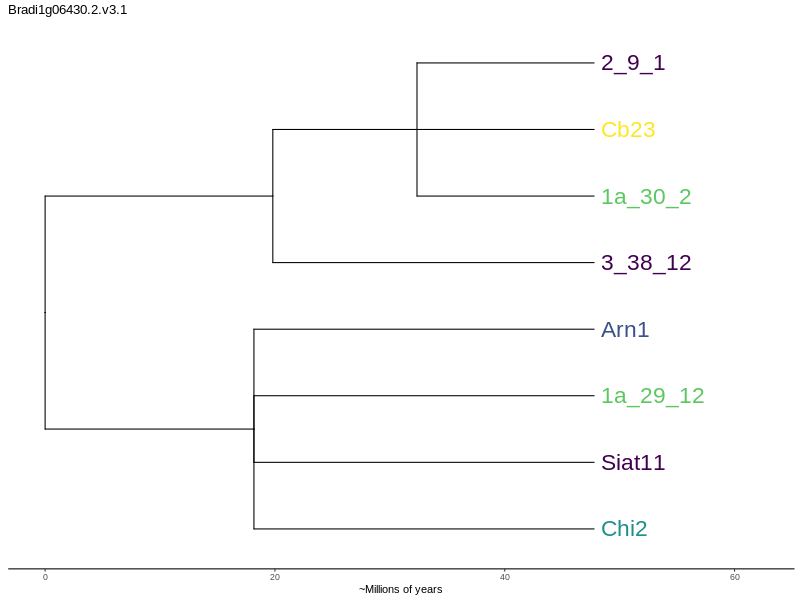 Bradi1g06430.2.v3.1
2_9_1
Cb23
1a_30_2
3_38_12
Arn1
1a_29_12
Siat11
Chi2
0 20 40 60
~Millions of years